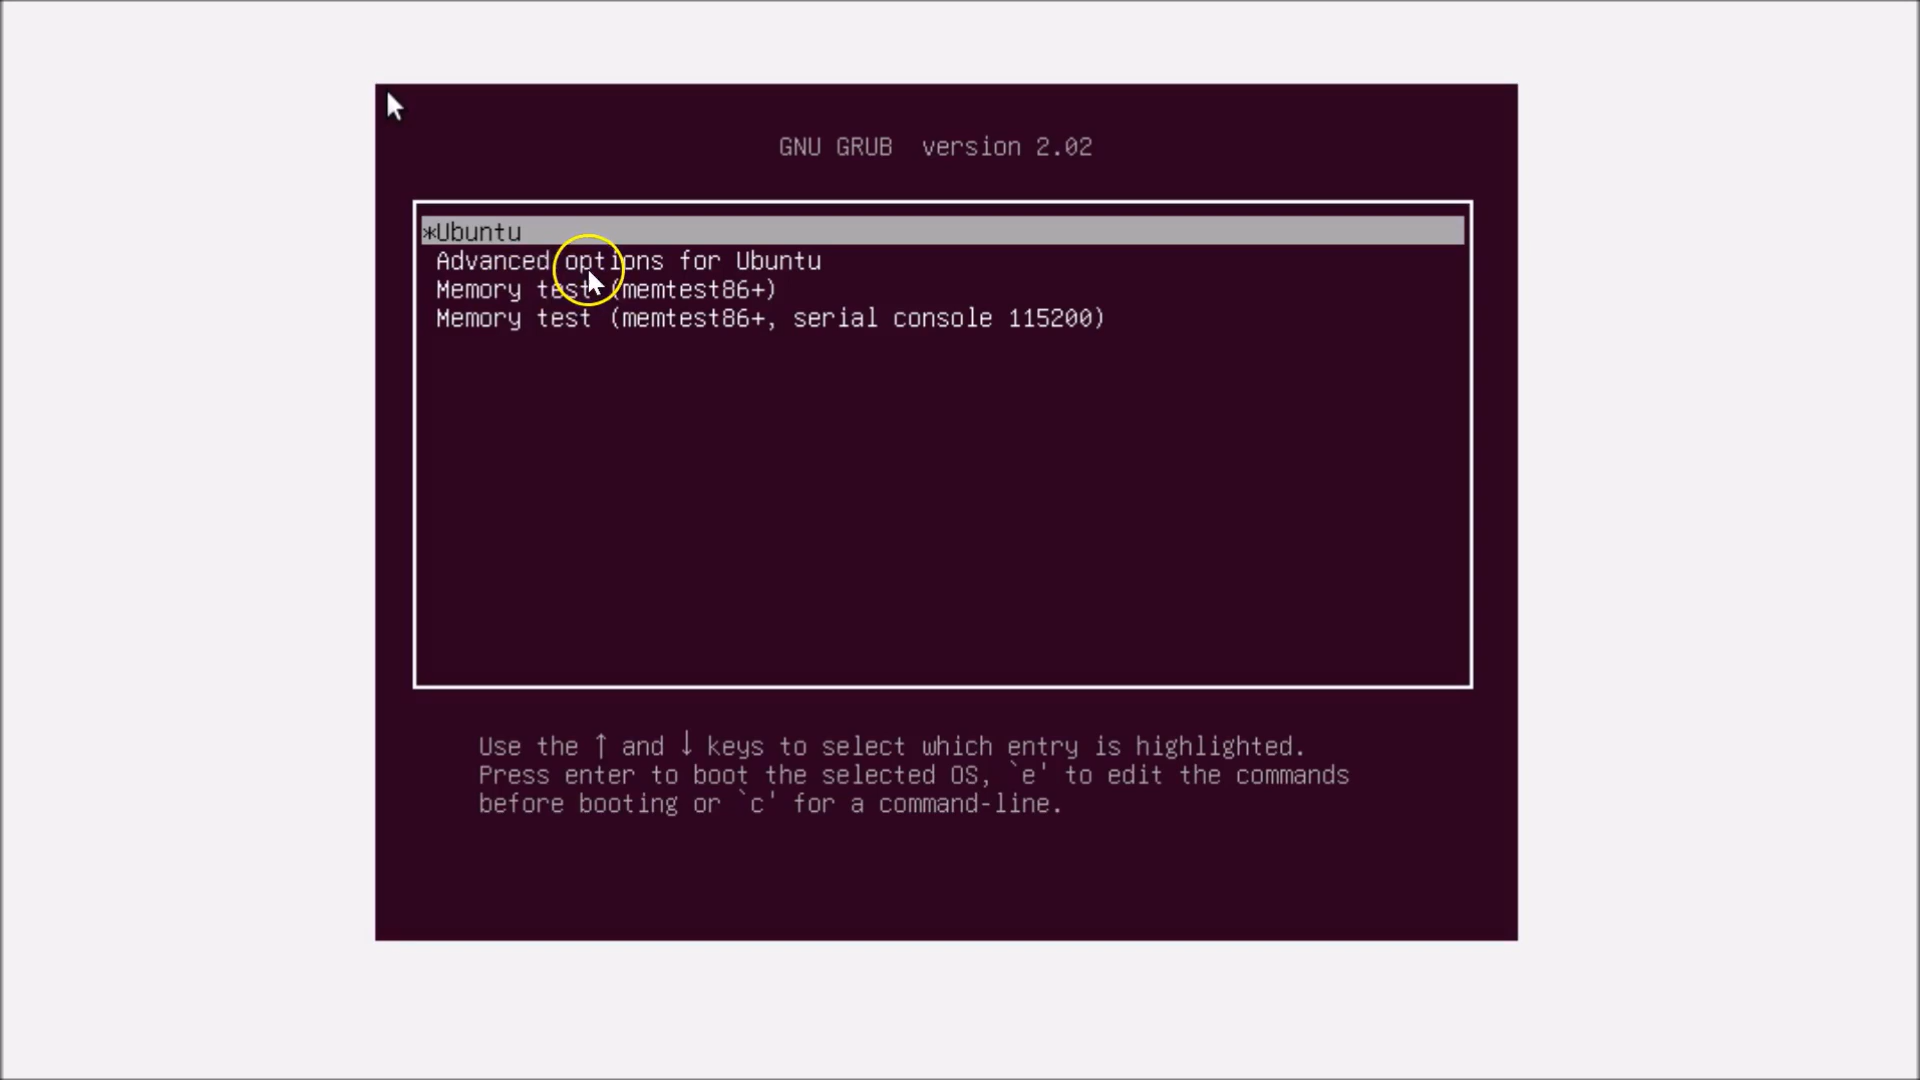 GNU GRUB  version 2.02
*Ubuntu
Advanced options for Ubuntu
Memory test (memtest86+)
Memory test (memtest86+, serial console 115200)
Use the ↑ and ↓ keys to select which entry is highlighted.
Press enter to boot the selected OS, `e' to edit the commands
before booting or `c' for a command-line.